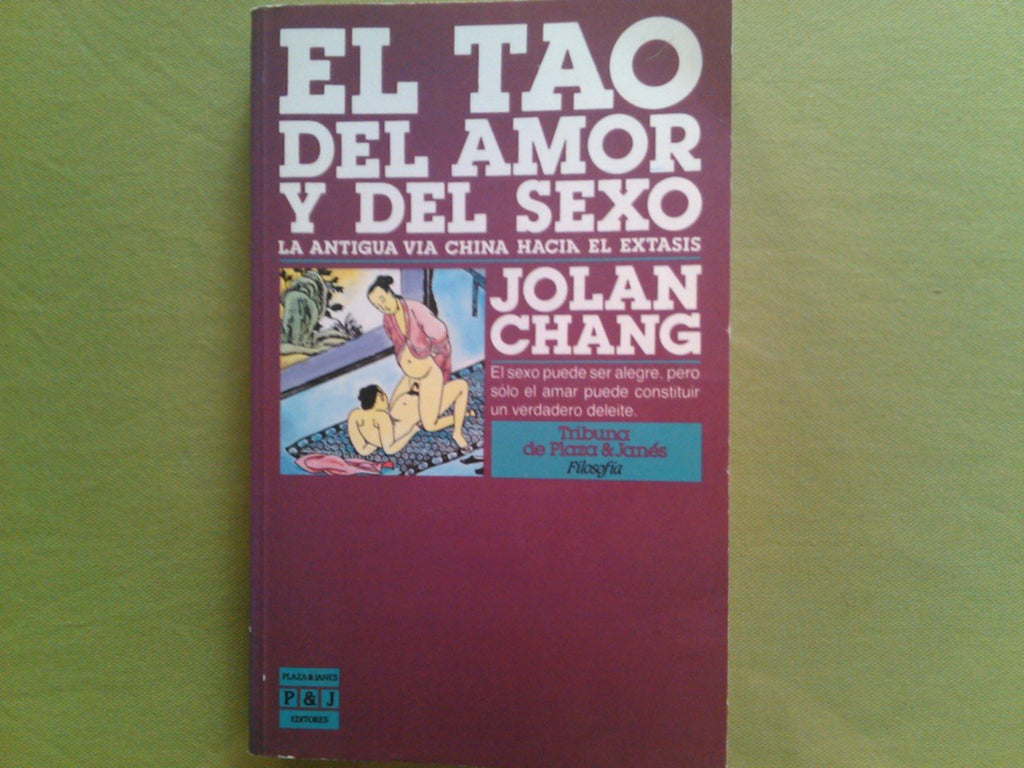 EL TAO
DEL AMOR
Y DEL SEXO
LA ANTIGUA VIA CHINA HACIA EL EXTASIS
JOLAN
CHANG
El sexo puede ser alegre, pero
sólo el amar puede constituir
un verdadero deleite.
Tribuna
de Plaza & Janés
Filosofía
PLAZA & JANES
P & J
EDITORES